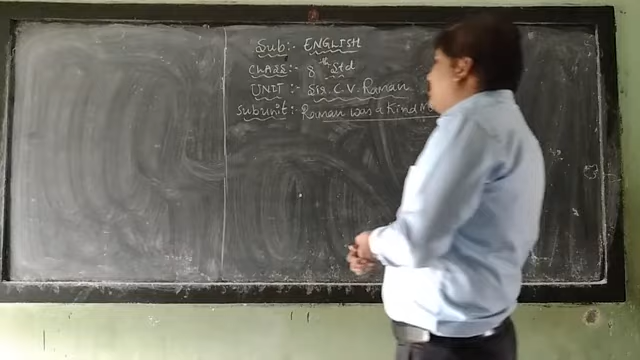 Sub:- ENGLISH
CLASS:- 8th Std
UNIT:- Sir. C. V. Raman
Subunit:- Raman was a Kind